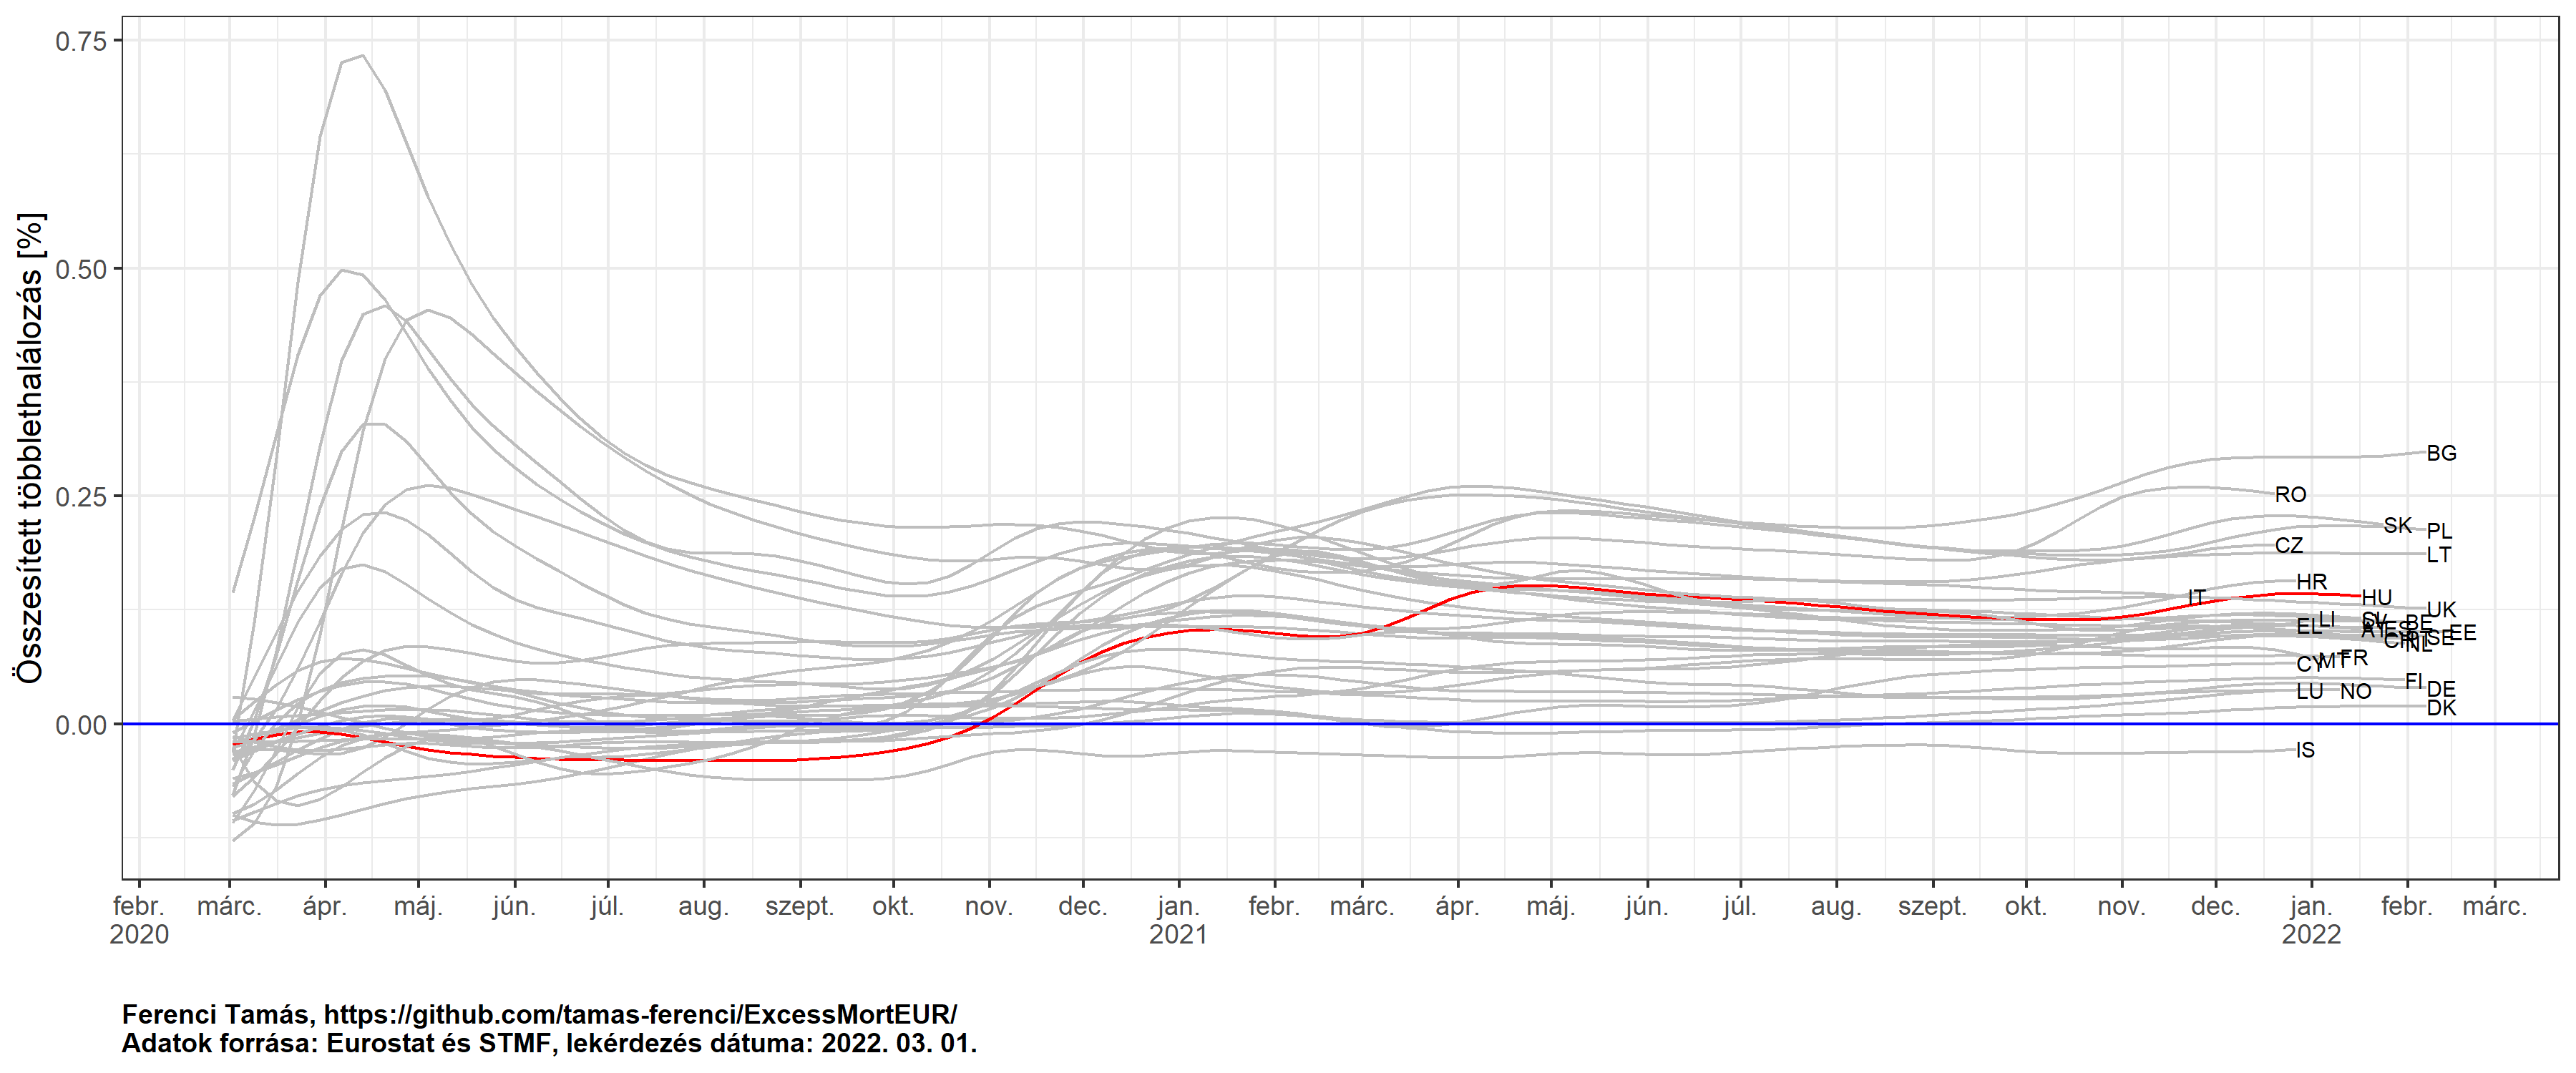 Összesített többlethalálozás [%]
0.75
0.50
0.25
0.00
BG
RO
SK
PL
CZ
LT
HR
IT
HU
UK
LI
EL
BE
ES
EE
SE
NL
CY
MT
FR
FI
LU
NO
DE
DK
IS
febr. márc. ápr. máj. jún. júl. aug. szept. okt. nov. dec. jan. febr. márc. ápr. máj. jún. júl. aug. szept. okt. nov. dec. jan. febr. márc.
2020 2021 2022
Ferenci Tamás, https://github.com/tamas-ferenci/ExcessMortEUR/
Adatok forrása: Eurostat és STMF, lekérdezés dátuma: 2022. 03. 01.